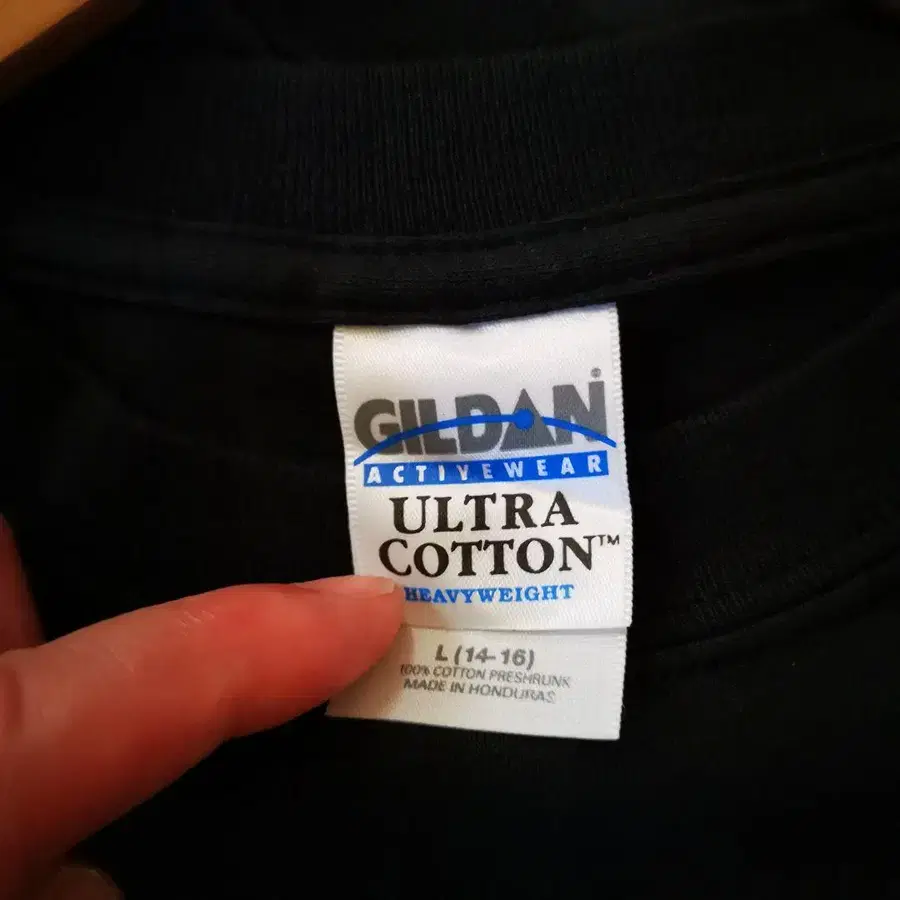 GILDAN®
ACTIVEWEAR
ULTRA
COTTON™
HEAVYWEIGHT
L (14-16)
100% COTTON PRESHRUNK
MADE IN HONDURAS